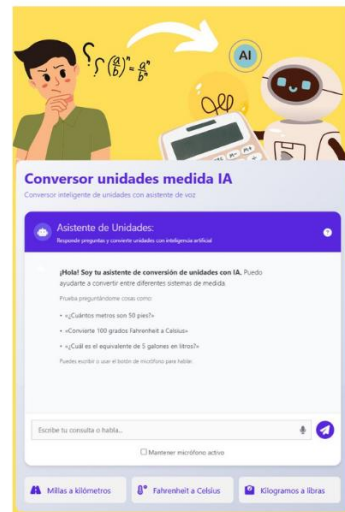 (a/b)ⁿ = aⁿ/bⁿ
AI
Conversor unidades medida IA
Conversor inteligente de unidades con asistente de voz
Asistente de Unidades:
Responde preguntas y convierte unidades con inteligencia artificial
?
¡Hola! Soy tu asistente de conversión de unidades con IA. Puedo
ayudarte a convertir entre diferentes sistemas de medida.
Prueba preguntándome cosas como:
• «¿Cuántos metros son 50 pies?»
• «Convierte 100 grados Fahrenheit a Celsius»
• «¿Cuál es el equivalente de 5 galones en litros?»
Puedes escribir o usar el botón de micrófono para hablar.
Escribe tu consulta o habla...
Mantener micrófono activo
Millas a kilómetros
Fahrenheit a Celsius
Kilogramos a libras